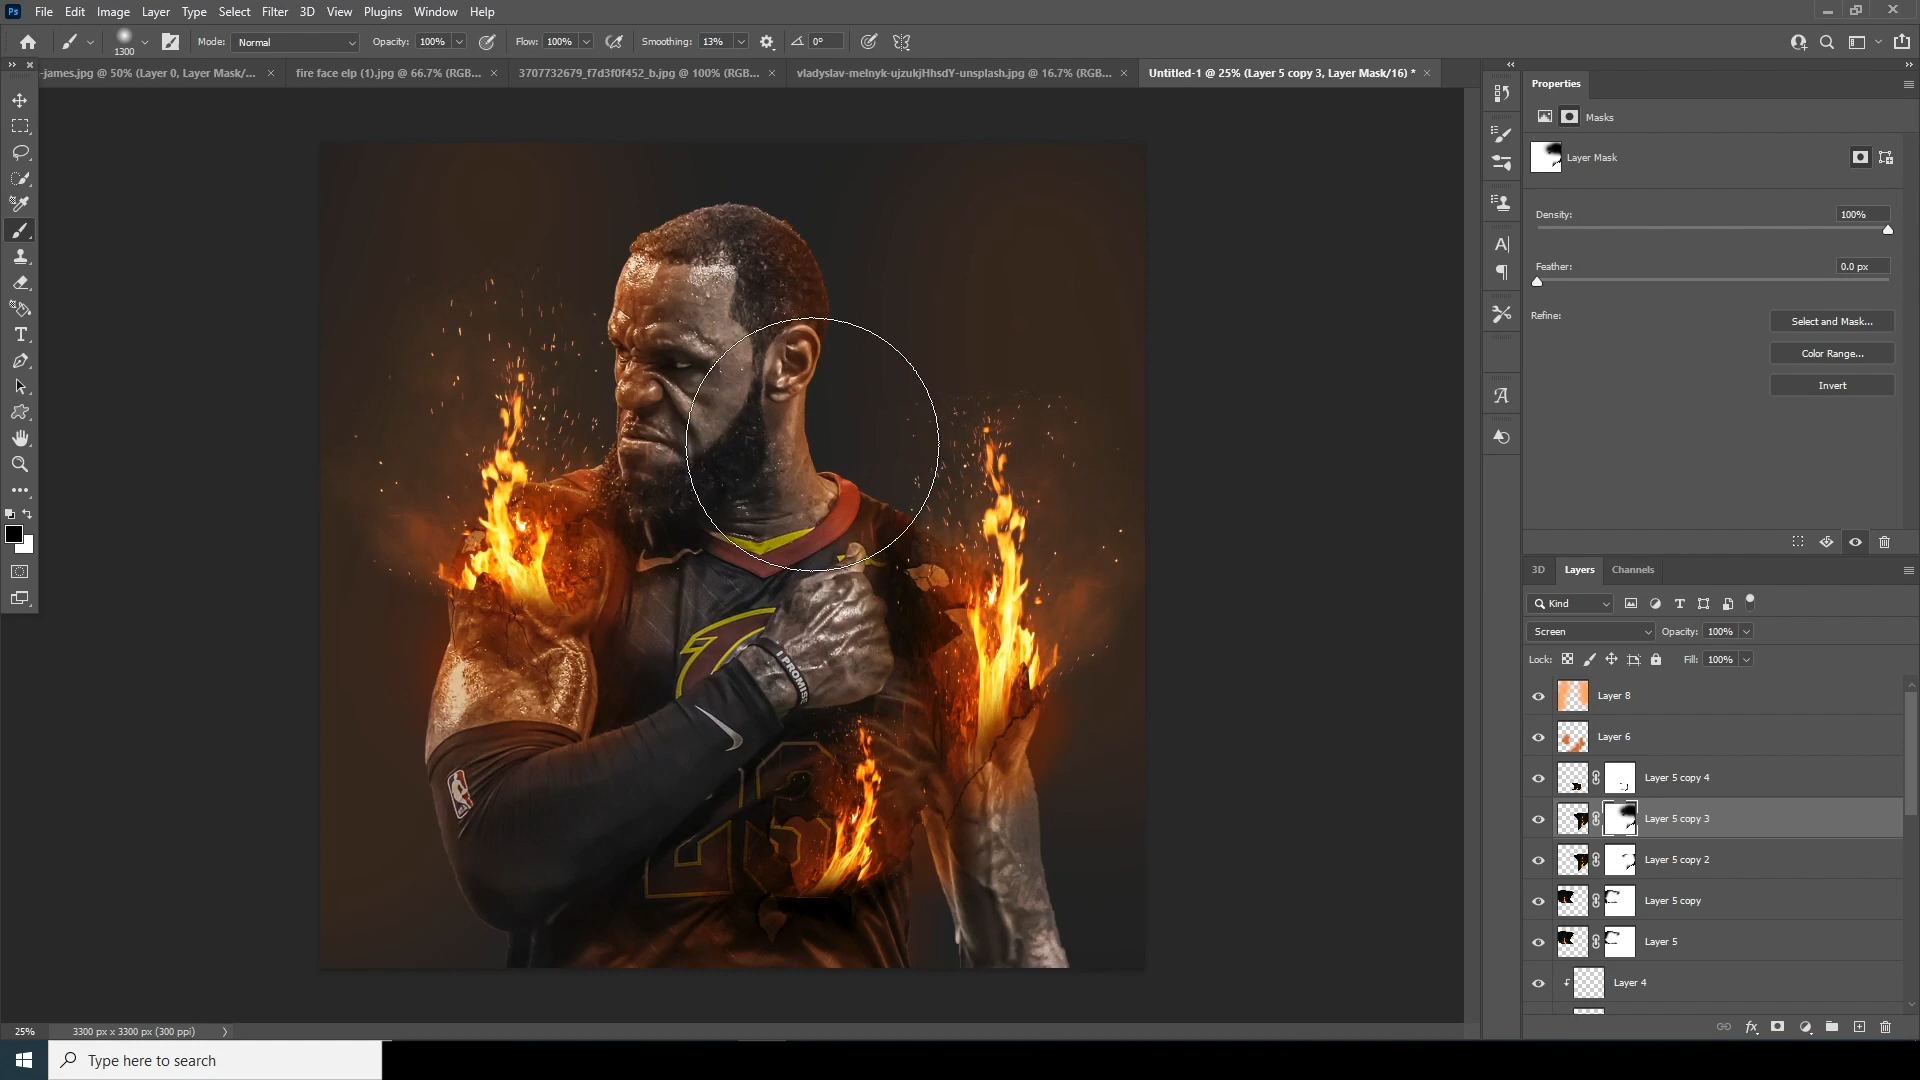 Ps File Edit Image Layer Type Select Filter 3D View Plugins Window Help
1300 Mode: Normal Opacity: 100% Flow: 100% Smoothing: 13% 0°
-james.jpg @ 50% (Layer 0, Layer Mask/... × fire face elp (1).jpg @ 66.7% (RGB... × 3707732679_f7d3f0f452_b.jpg @ 100% (RGB... × vladyslav-melnyk-ujzukjHhsdY-unsplash.jpg @ 16.7% (RGB... × Untitled-1 @ 25% (Layer 5 copy 3, Layer Mask/16) * ×
Properties
Masks
Layer Mask
Density: 100%
Feather: 0.0 px
Refine: Select and Mask...
Color Range...
Invert
I PROMISE
NBA
23
3D Layers Channels
Kind
Screen Opacity: 100%
Lock: Fill: 100%
Layer 8
Layer 6
Layer 5 copy 4
Layer 5 copy 3
Layer 5 copy 2
Layer 5 copy
Layer 5
Layer 4
fx
25% 3300 px x 3300 px (300 ppi)
Type here to search